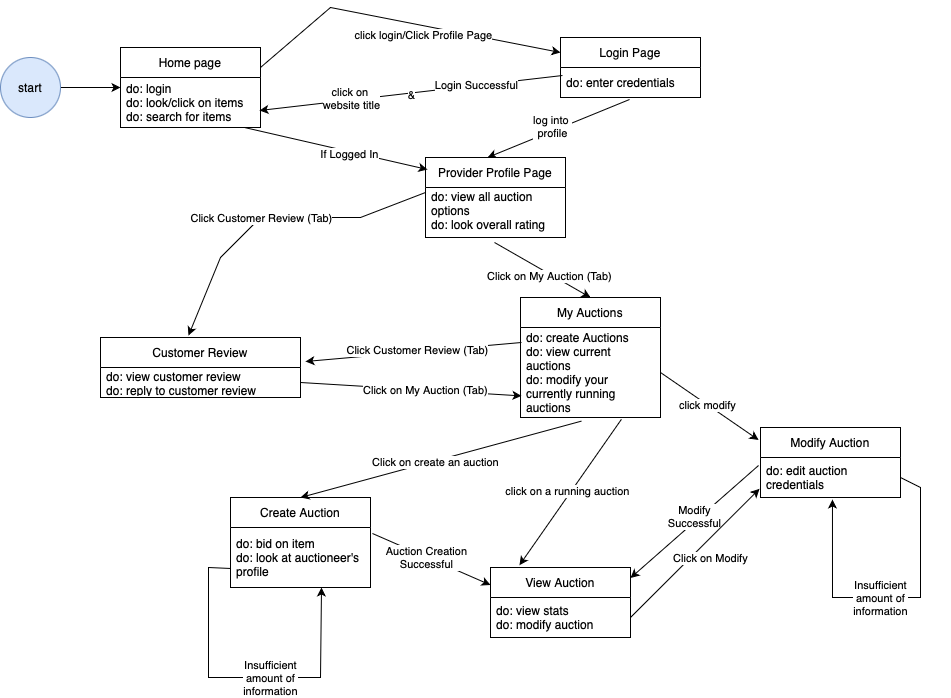 click login/Click Profile Page
Home page
Login Page
start
do: login
do: look/click on items
do: search for items
do: enter credentials
Login Successful
&
click on
website title
log into
profile
If Logged In
Provider Profile Page
do: view all auction
options
do: look overall rating
Click Customer Review (Tab)
Click on My Auction (Tab)
My Auctions
do: create Auctions
do: view current
auctions
do: modify your
currently running
auctions
Customer Review
do: view customer review
do: reply to customer review
Click Customer Review (Tab)
Click on My Auction (Tab)
click modify
Modify Auction
do: edit auction
credentials
Click on create an auction
click on a running auction
Create Auction
do: bid on item
do: look at auctioneer's
profile
Auction Creation
Successful
Modify
Successful
Click on Modify
View Auction
do: view stats
do: modify auction
Insufficient
amount of
information
Insufficient
amount of
information